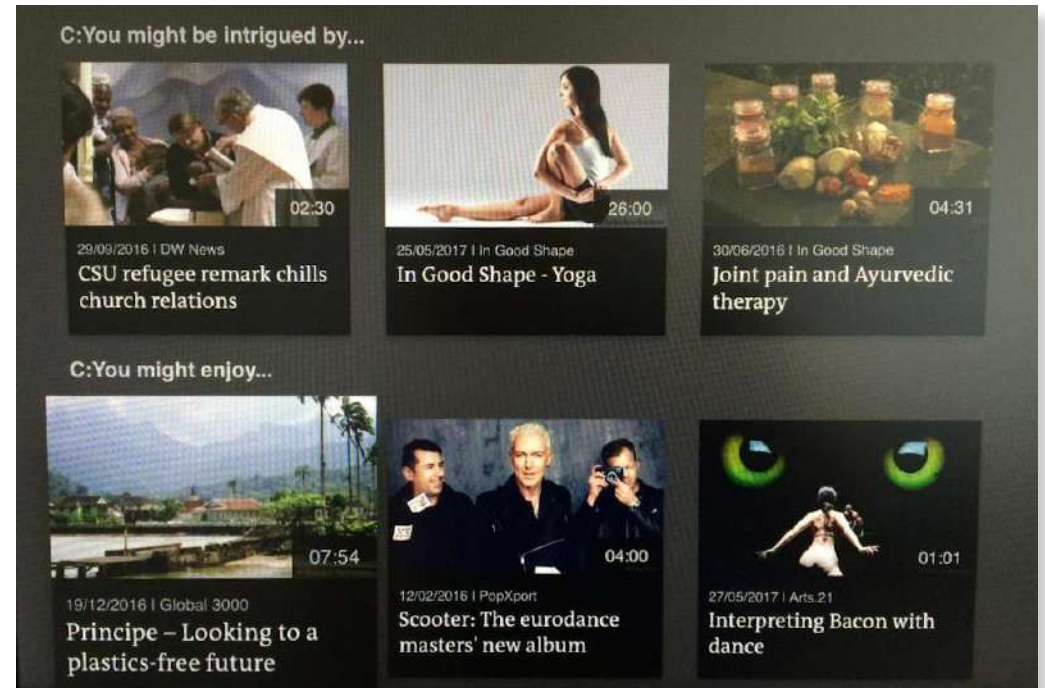 C:You might be intrigued by...
02:30
29/09/2016 I DW News
CSU refugee remark chills
church relations
26:00
25/05/2017 I In Good Shape
In Good Shape - Yoga
04:31
30/06/2016 I In Good Shape
Joint pain and Ayurvedic
therapy
C:You might enjoy...
07:54
19/12/2016 I Global 3000
Principe – Looking to a
plastics-free future
04:00
12/02/2016 I PopXport
Scooter: The eurodance
masters' new album
01:01
27/05/2017 I Arts.21
Interpreting Bacon with
dance